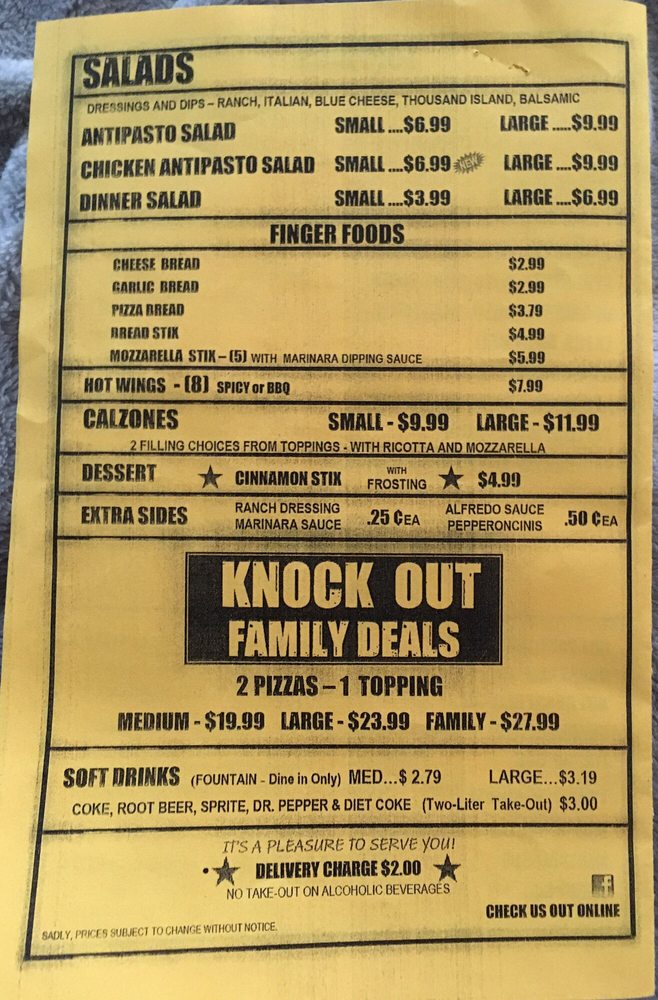 SALADS
DRESSINGS AND DIPS – RANCH, ITALIAN, BLUE CHEESE, THOUSAND ISLAND, BALSAMIC
ANTIPASTO SALAD SMALL ....$6.99 LARGE .....$9.99
CHICKEN ANTIPASTO SALAD SMALL ....$6.99 NEW LARGE ....$9.99
DINNER SALAD SMALL ....$3.99 LARGE ....$6.99
FINGER FOODS
CHEESE BREAD $2.99
GARLIC BREAD $2.99
PIZZA BREAD $3.79
BREAD STIX $4.99
MOZZARELLA STIX – (5) WITH MARINARA DIPPING SAUCE $5.99
HOT WINGS - (8) SPICY or BBQ $7.99
CALZONES SMALL - $9.99 LARGE - $11.99
2 FILLING CHOICES FROM TOPPINGS - WITH RICOTTA AND MOZZARELLA
DESSERT CINNAMON STIX WITH FROSTING $4.99
EXTRA SIDES RANCH DRESSING MARINARA SAUCE .25 ¢EA ALFREDO SAUCE PEPPERONCINIS .50 ¢EA
KNOCK OUT
FAMILY DEALS
2 PIZZAS – 1 TOPPING
MEDIUM - $19.99 LARGE - $23.99 FAMILY - $27.99
SOFT DRINKS (FOUNTAIN - Dine in Only) MED...$ 2.79 LARGE...$3.19
COKE, ROOT BEER, SPRITE, DR. PEPPER & DIET COKE (Two-Liter Take-Out) $3.00
IT'S A PLEASURE TO SERVE YOU!
DELIVERY CHARGE $2.00
NO TAKE-OUT ON ALCOHOLIC BEVERAGES
f
CHECK US OUT ONLINE
SADLY, PRICES SUBJECT TO CHANGE WITHOUT NOTICE.